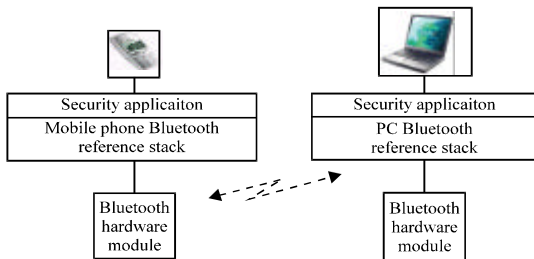 Security applicaiton
Mobile phone Bluetooth
reference stack
Bluetooth
hardware
module
Security applicaiton
PC Bluetooth
reference stack
Bluetooth
hardware
module